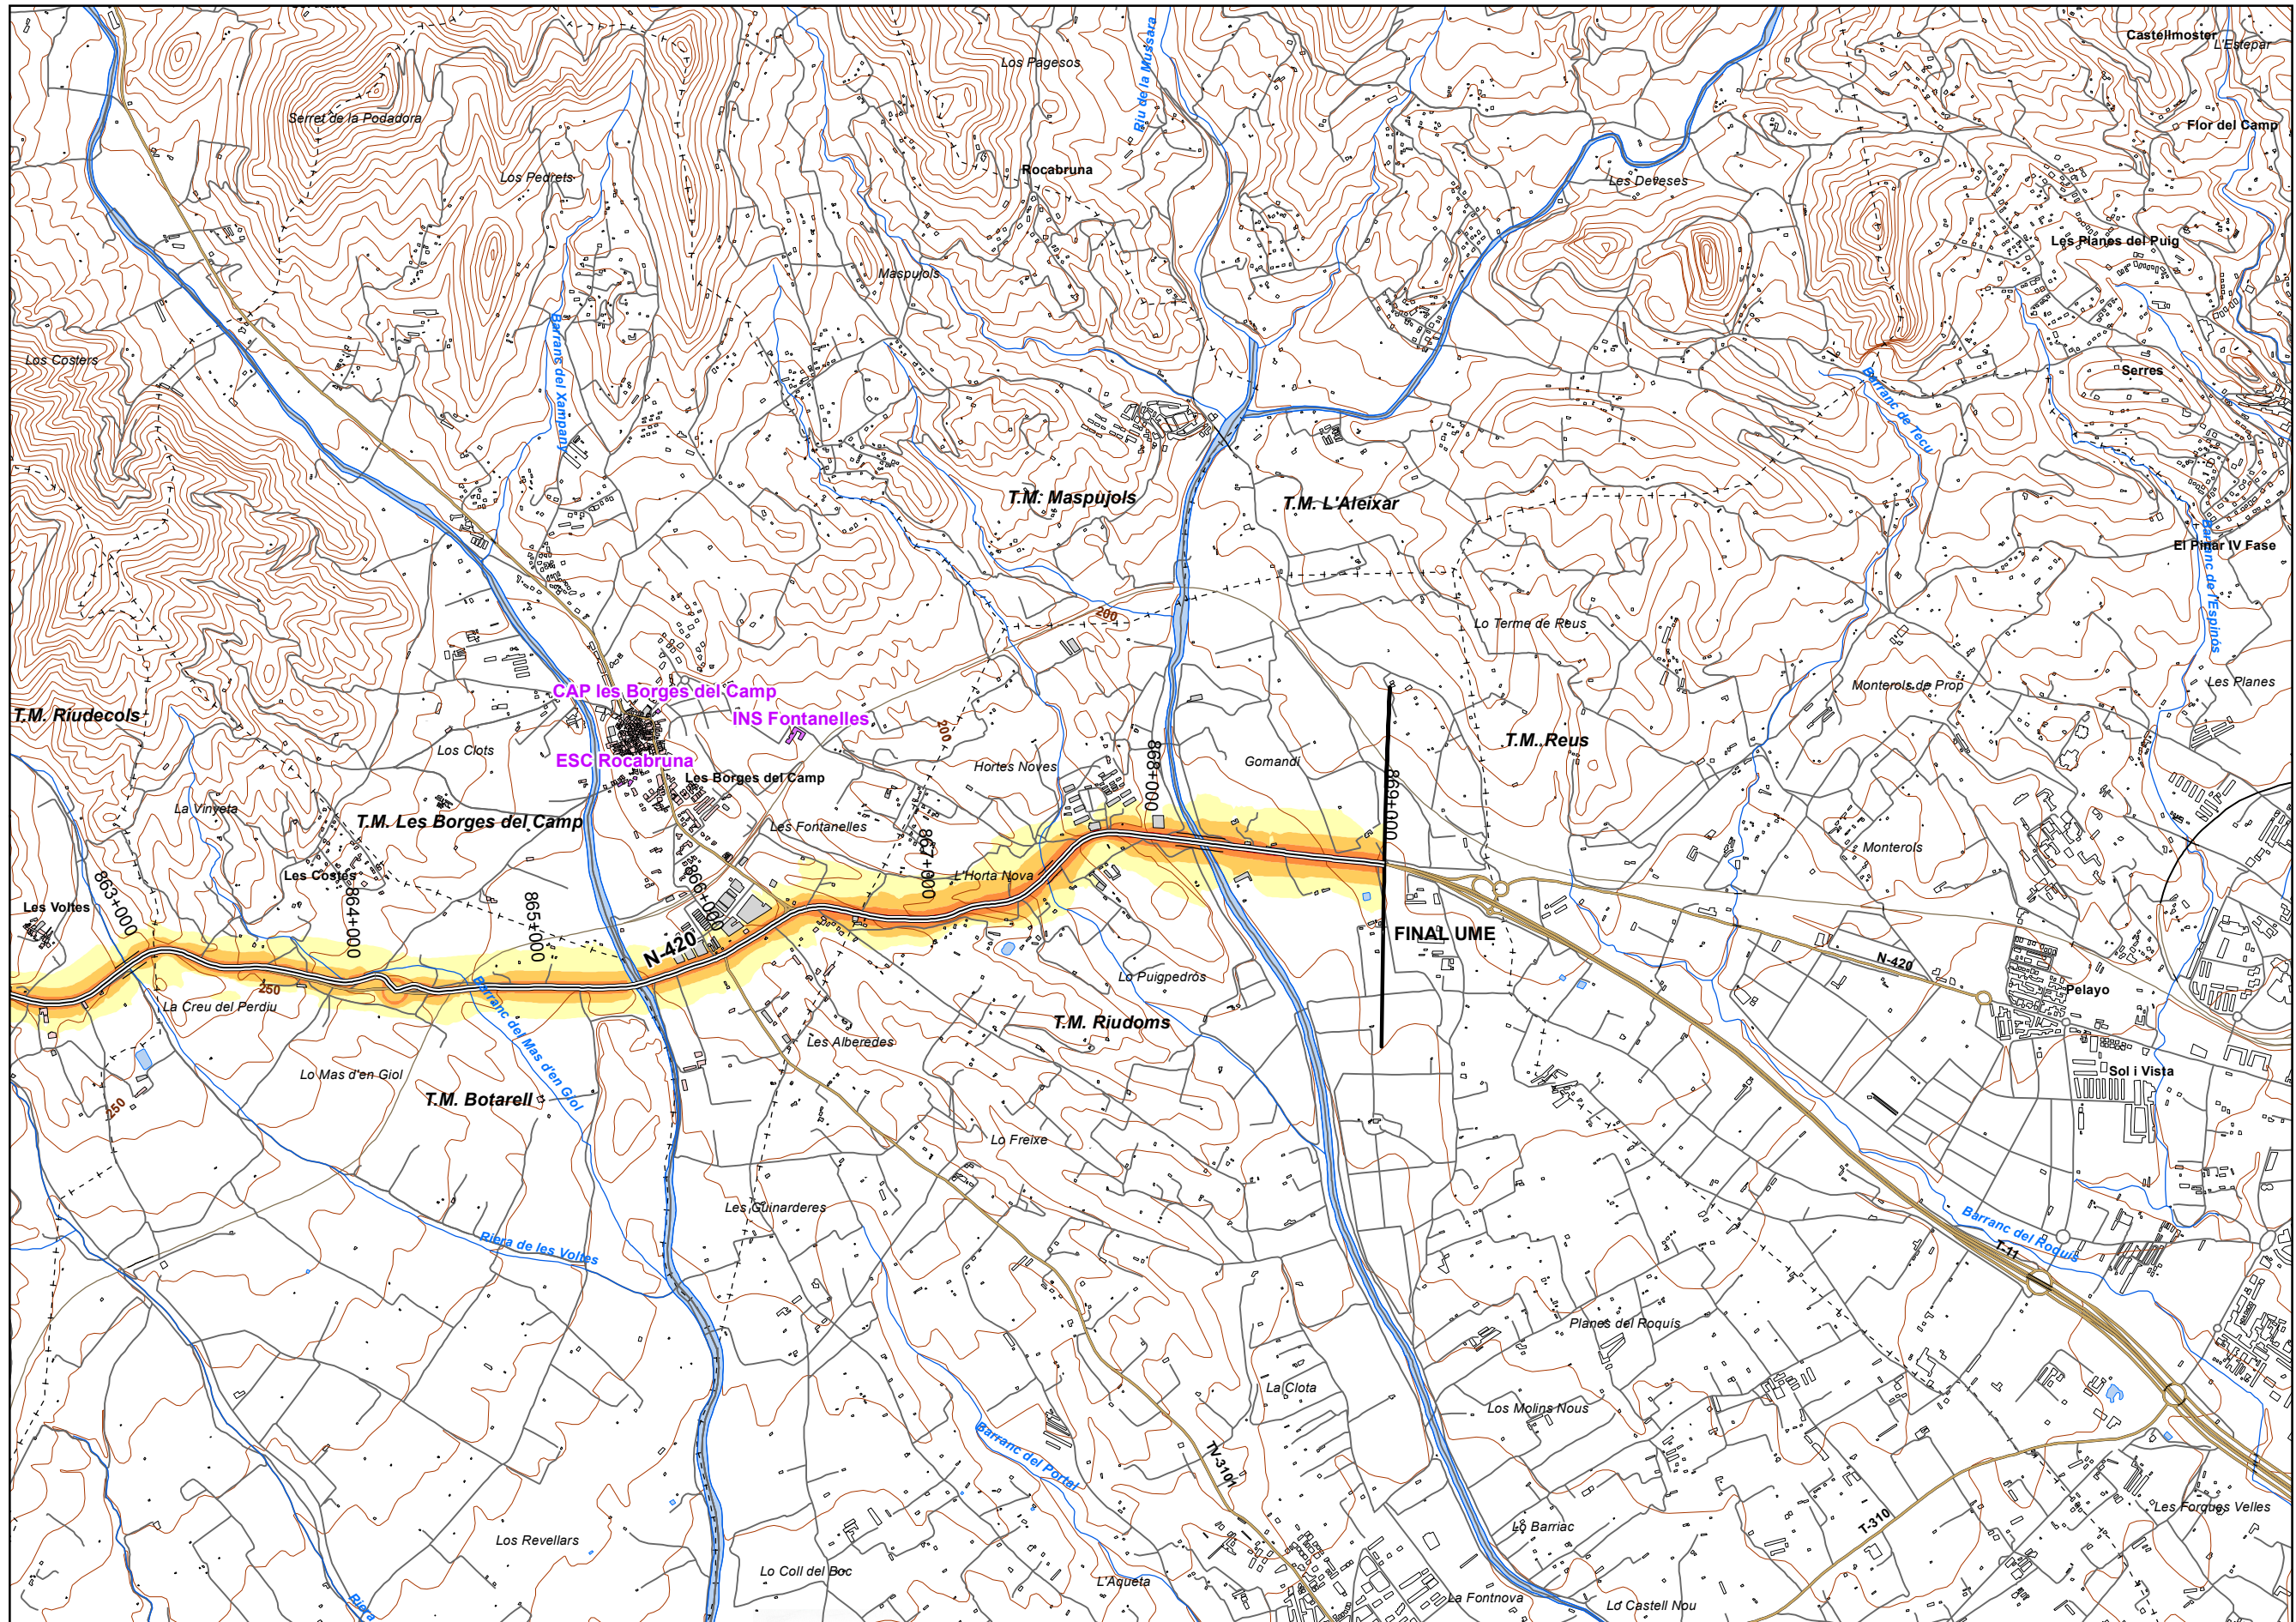 Castellmoster
L'Estepar
Los Pagesos
Riu de la Mussara
Serret de la Podadora
Flor del Camp
Rocabruna
Los Pedrets
Les Deveses
Les Planes del Puig
Maspujols
Los Costers
Barranc del Xampany
Serres
Barranc de Tecu
T.M. Maspujols
T.M. L'Aleixar
El Pinar IV Fase
Barranc de l'Espinós
200
Lo Terme de Reus
CAP les Borges del Camp
Monterols de Prop
Les Planes
T.M. Riudecols
INS Fontanelles
200
T.M. Reus
Los Clots
ESC Rocabruna
Hortes Noves
868+000
Gomandi
Les Borges del Camp
869+000
La Vinyeta
T.M. Les Borges del Camp
Les Fontanelles
Monterols
867+000
Les Costes
L'Horta Nova
863+000
864+000
865+000
866+000
Les Voltes
FINAL UME
N-420
N-420
Lo Puigpedrós
250
Pelayo
La Creu del Perdiu
Barranc del Mas d'en Giol
T.M. Riudoms
Les Alberedes
Lo Mas d'en Giol
Sol i Vista
250
T.M. Botarell
Lo Freixe
Les Guinarderes
Barranc del Roquís
Riera de les Voltes
T-11
Planes del Roquís
La Clota
Los Molins Nous
Barranc del Portal
TV-3101
Les Forques Velles
T-310
Lo Barriac
Los Revellars
Lo Coll del Boc
L'Aqueta
La Fontnova
Lo Castell Nou
Riera